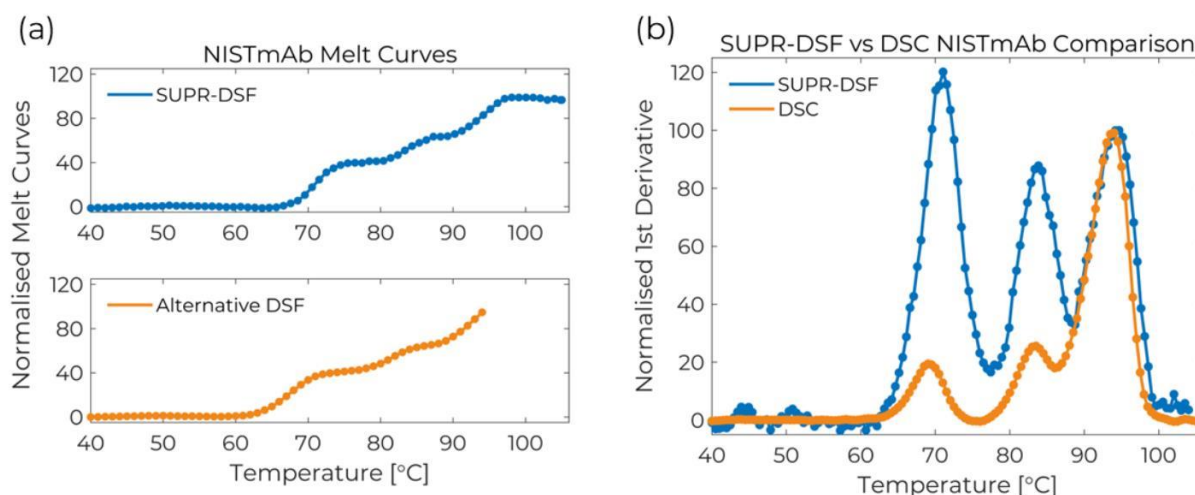 (a)
NISTmAb Melt Curves
120
80
40
0
SUPR-DSF
40 50 60 70 80 90 100
120
80
40
0
Alternative DSF
40 50 60 70 80 90 100
Normalised Melt Curves
Temperature [°C]
(b)
SUPR-DSF vs DSC NISTmAb Comparison
SUPR-DSF
DSC
120
100
80
60
40
20
0
Normalised 1st Derivative
40 50 60 70 80 90 100
Temperature [°C]